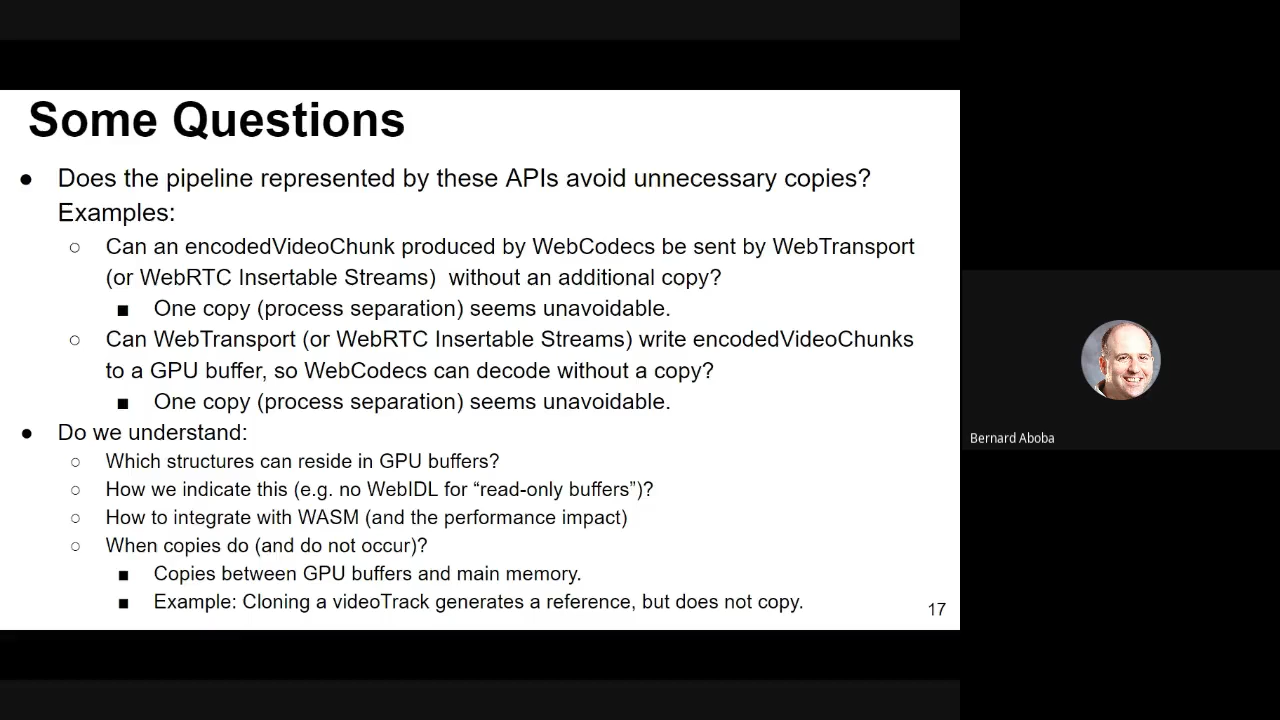 Some Questions
● Does the pipeline represented by these APIs avoid unnecessary copies?
Examples:
○ Can an encodedVideoChunk produced by WebCodecs be sent by WebTransport
(or WebRTC Insertable Streams)  without an additional copy?
■ One copy (process separation) seems unavoidable.
○ Can WebTransport (or WebRTC Insertable Streams) write encodedVideoChunks
to a GPU buffer, so WebCodecs can decode without a copy?
■ One copy (process separation) seems unavoidable.
● Do we understand:
○ Which structures can reside in GPU buffers?
○ How we indicate this (e.g. no WebIDL for “read-only buffers”)?
○ How to integrate with WASM (and the performance impact)
○ When copies do (and do not occur)?
■ Copies between GPU buffers and main memory.
■ Example: Cloning a videoTrack generates a reference, but does not copy.
17
Bernard Aboba